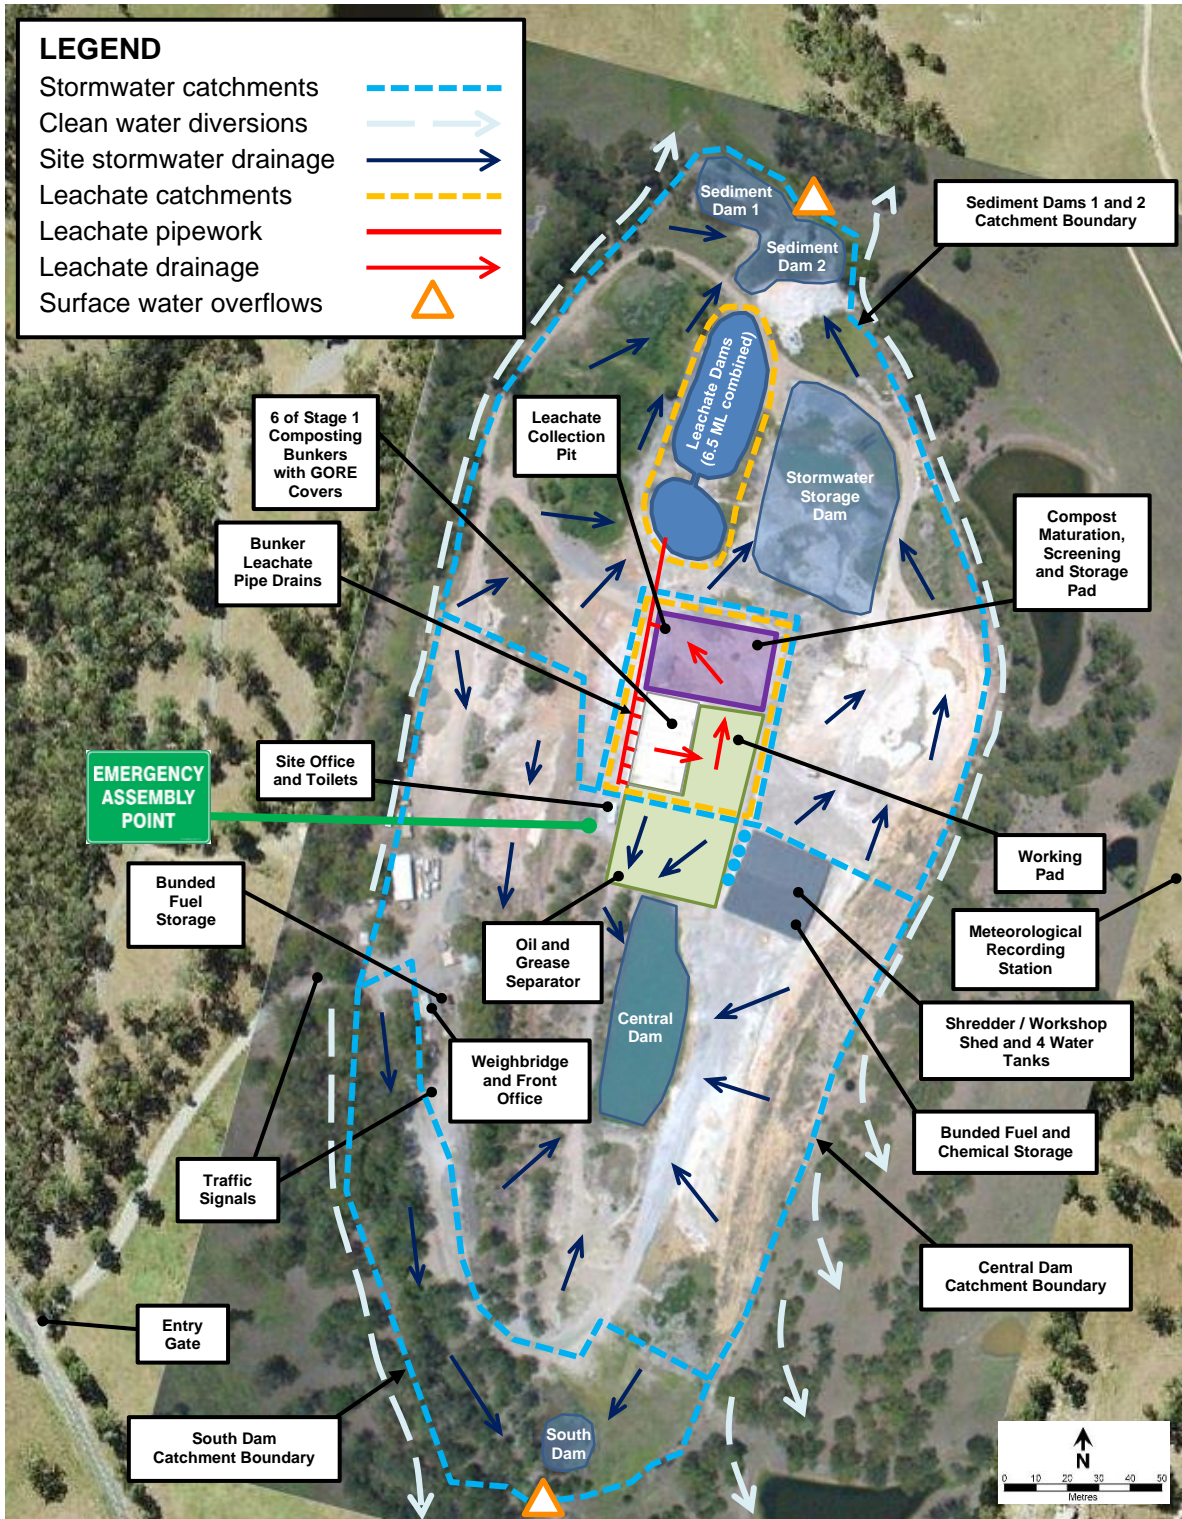 LEGEND
Stormwater catchments
Clean water diversions
Site stormwater drainage
Leachate catchments
Leachate pipework
Leachate drainage
Surface water overflows
Sediment
Dam 1
Sediment
Dam 2
Sediment Dams 1 and 2
Catchment Boundary
Leachate Dams
(6.5 ML combined)
6 of Stage 1
Composting
Bunkers
with GORE
Covers
Leachate
Collection
Pit
Stormwater
Storage
Dam
Compost
Maturation,
Screening
and Storage
Pad
Bunker
Leachate
Pipe Drains
Site Office
and Toilets
EMERGENCY
ASSEMBLY
POINT
Working
Pad
Bunded
Fuel
Storage
Oil and
Grease
Separator
Meteorological
Recording
Station
Central
Dam
Shredder / Workshop
Shed and 4 Water
Tanks
Weighbridge
and Front
Office
Bunded Fuel and
Chemical Storage
Traffic
Signals
Central Dam
Catchment Boundary
Entry
Gate
South Dam
Catchment Boundary
South
Dam
N
0 10 20 30 40 50
Metres